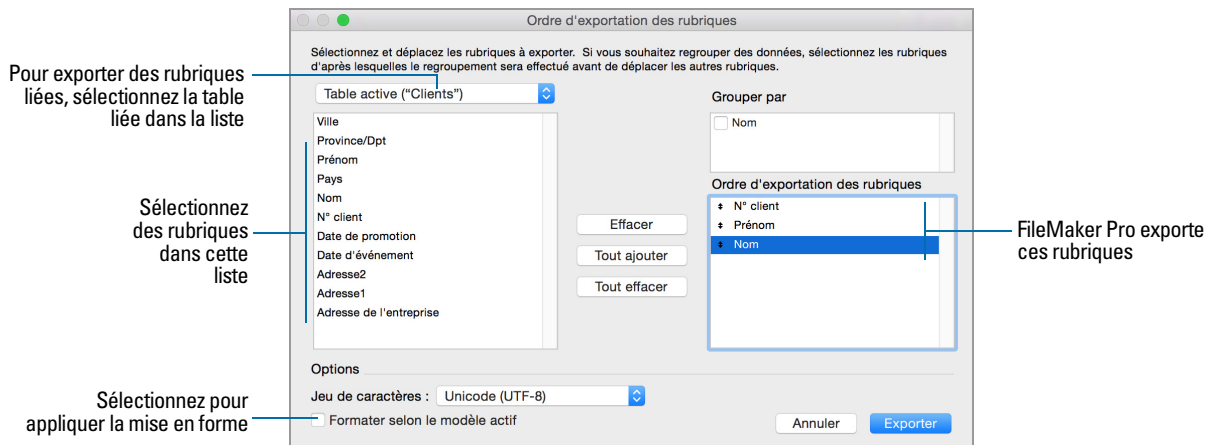 Ordre d'exportation des rubriques
Sélectionnez et déplacez les rubriques à exporter. Si vous souhaitez regrouper des données, sélectionnez les rubriques
d'après lesquelles le regroupement sera effectué avant de déplacer les autres rubriques.
Pour exporter des rubriques
liées, sélectionnez la table
liée dans la liste
Table active ("Clients")
Ville
Province/Dpt
Prénom
Pays
Nom
N° client
Date de promotion
Date d'événement
Adresse2
Adresse1
Adresse de l'entreprise
Sélectionnez
des rubriques
dans cette
liste
Effacer
Tout ajouter
Tout effacer
Grouper par
Nom
Ordre d'exportation des rubriques
N° client
Prénom
Nom
FileMaker Pro exporte
ces rubriques
Options
Jeu de caractères : Unicode (UTF-8)
Sélectionnez pour
appliquer la mise en forme
Formater selon le modèle actif
Annuler
Exporter